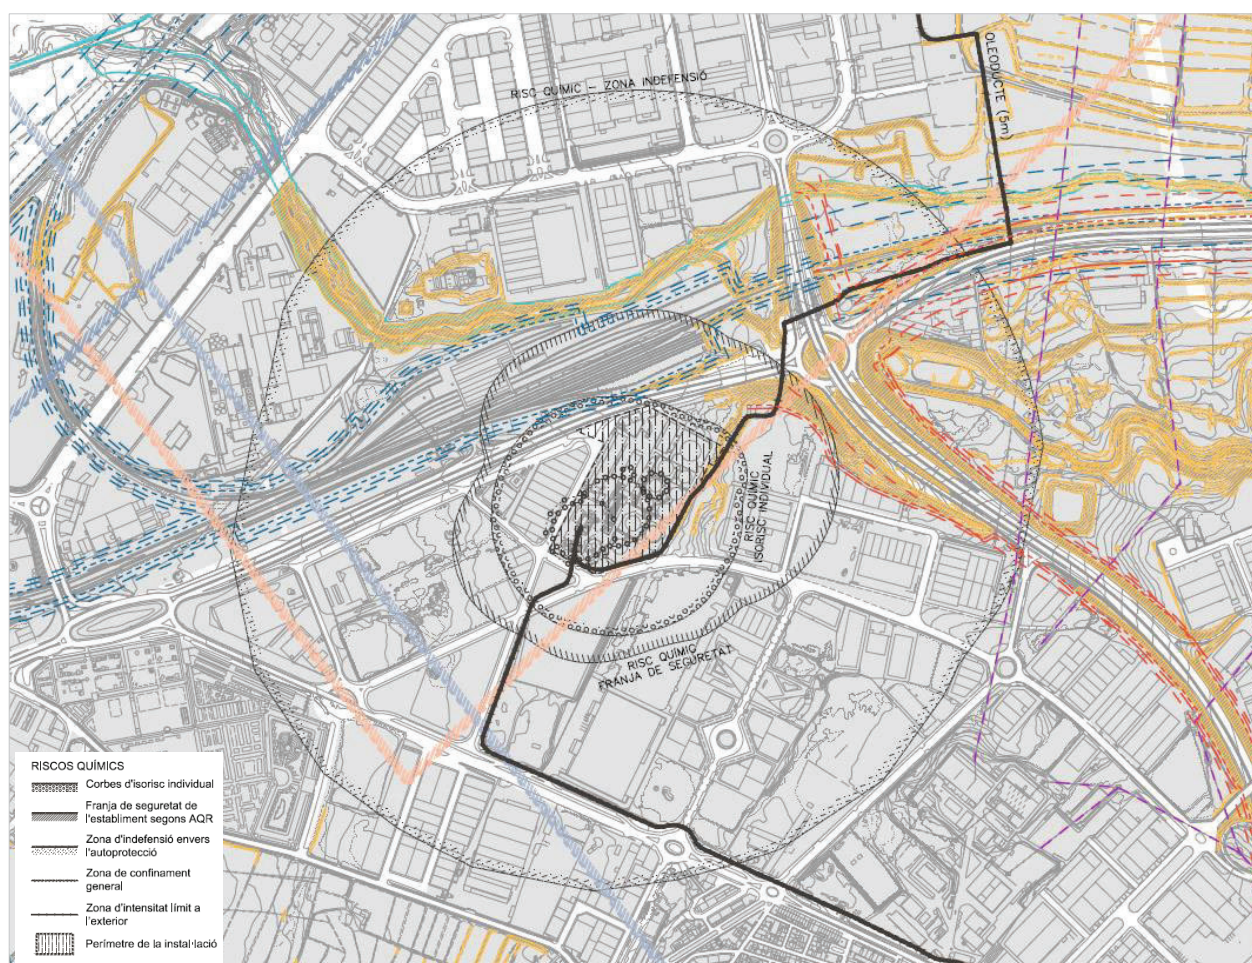 OLEODUCTE (5m)
RISC QUÍMIC – ZONA INDEFENSIÓ
RISC QUÍMIC
ISORISC INDIVIDUAL
RISC QUÍMIC
FRANJA DE SEGURETAT
RISCOS QUÍMICS
Corbes d'isorisc individual
Franja de seguretat de
l'establiment segons AQR
Zona d'indefensió envers
l'autoprotecció
Zona de confinament
general
Zona d'intensitat límit a
l'exterior
Perímetre de la instal·lació